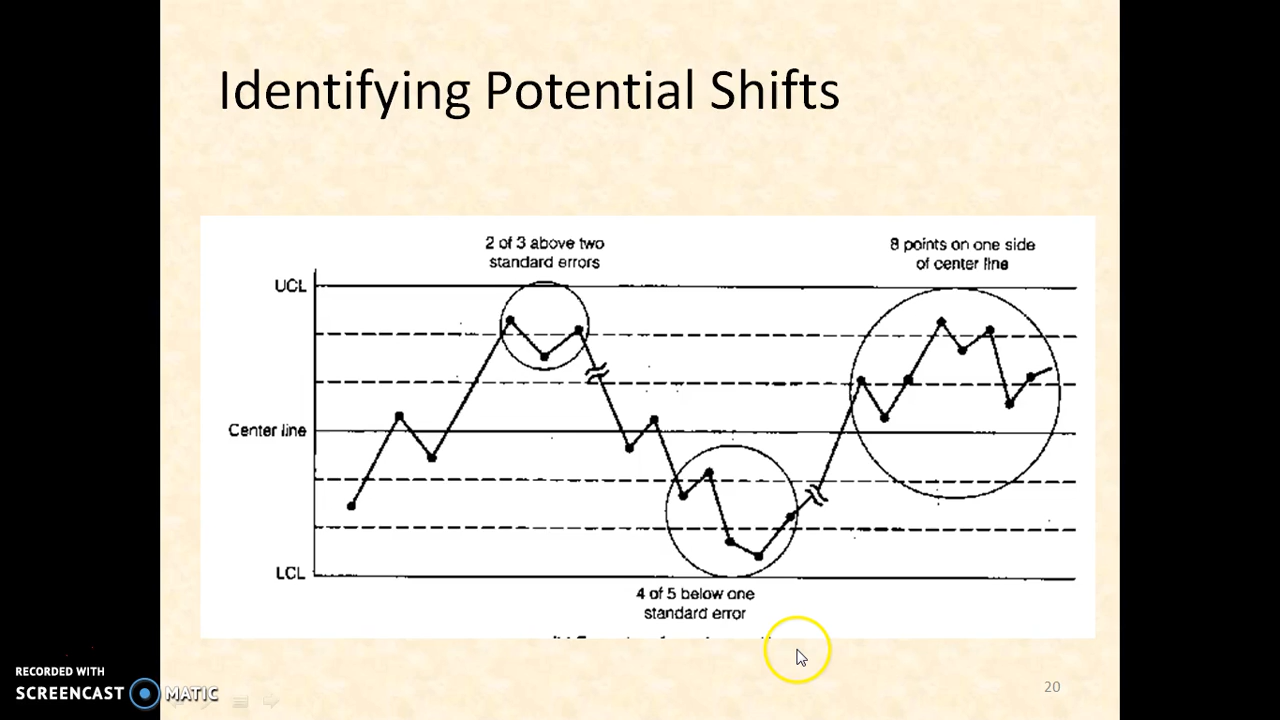 Identifying Potential Shifts
2 of 3 above two
standard errors
8 points on one side
of center line
UCL
Center line
LCL
4 of 5 below one
standard error
RECORDED WITH
SCREENCAST MATIC
20